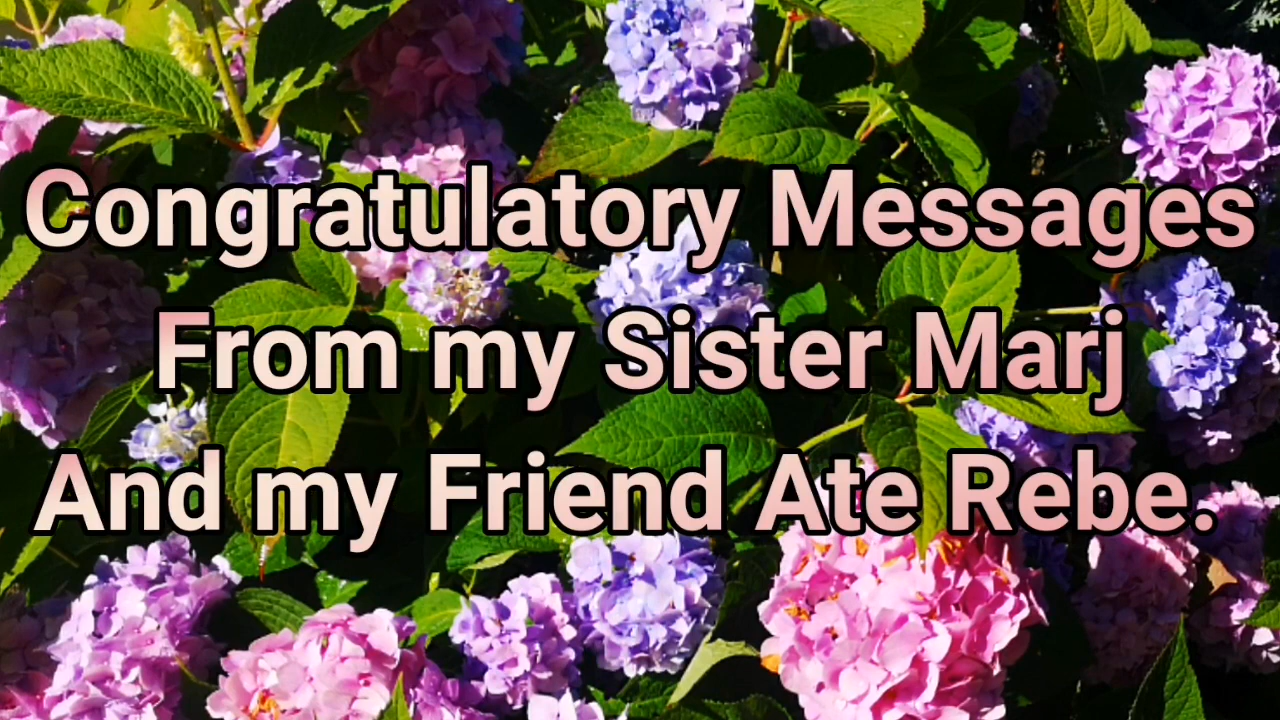 Congratulatory Messages
From my Sister Marj
And my Friend Ate Rebe.